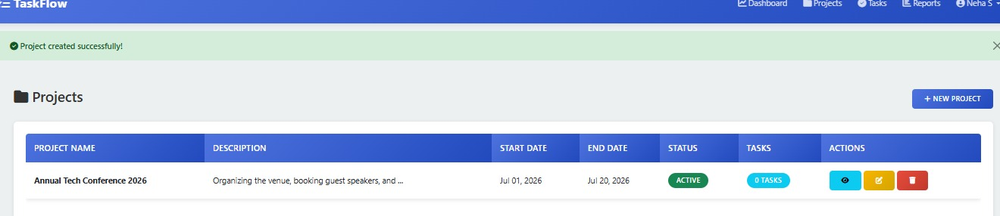 TaskFlow Dashboard Projects Tasks Reports Neha S
Project created successfully!
Projects
+ NEW PROJECT
PROJECT NAME DESCRIPTION START DATE END DATE STATUS TASKS ACTIONS
Annual Tech Conference 2026 Organizing the venue, booking guest speakers, and ... Jul 01, 2026 Jul 20, 2026 ACTIVE 0 TASKS